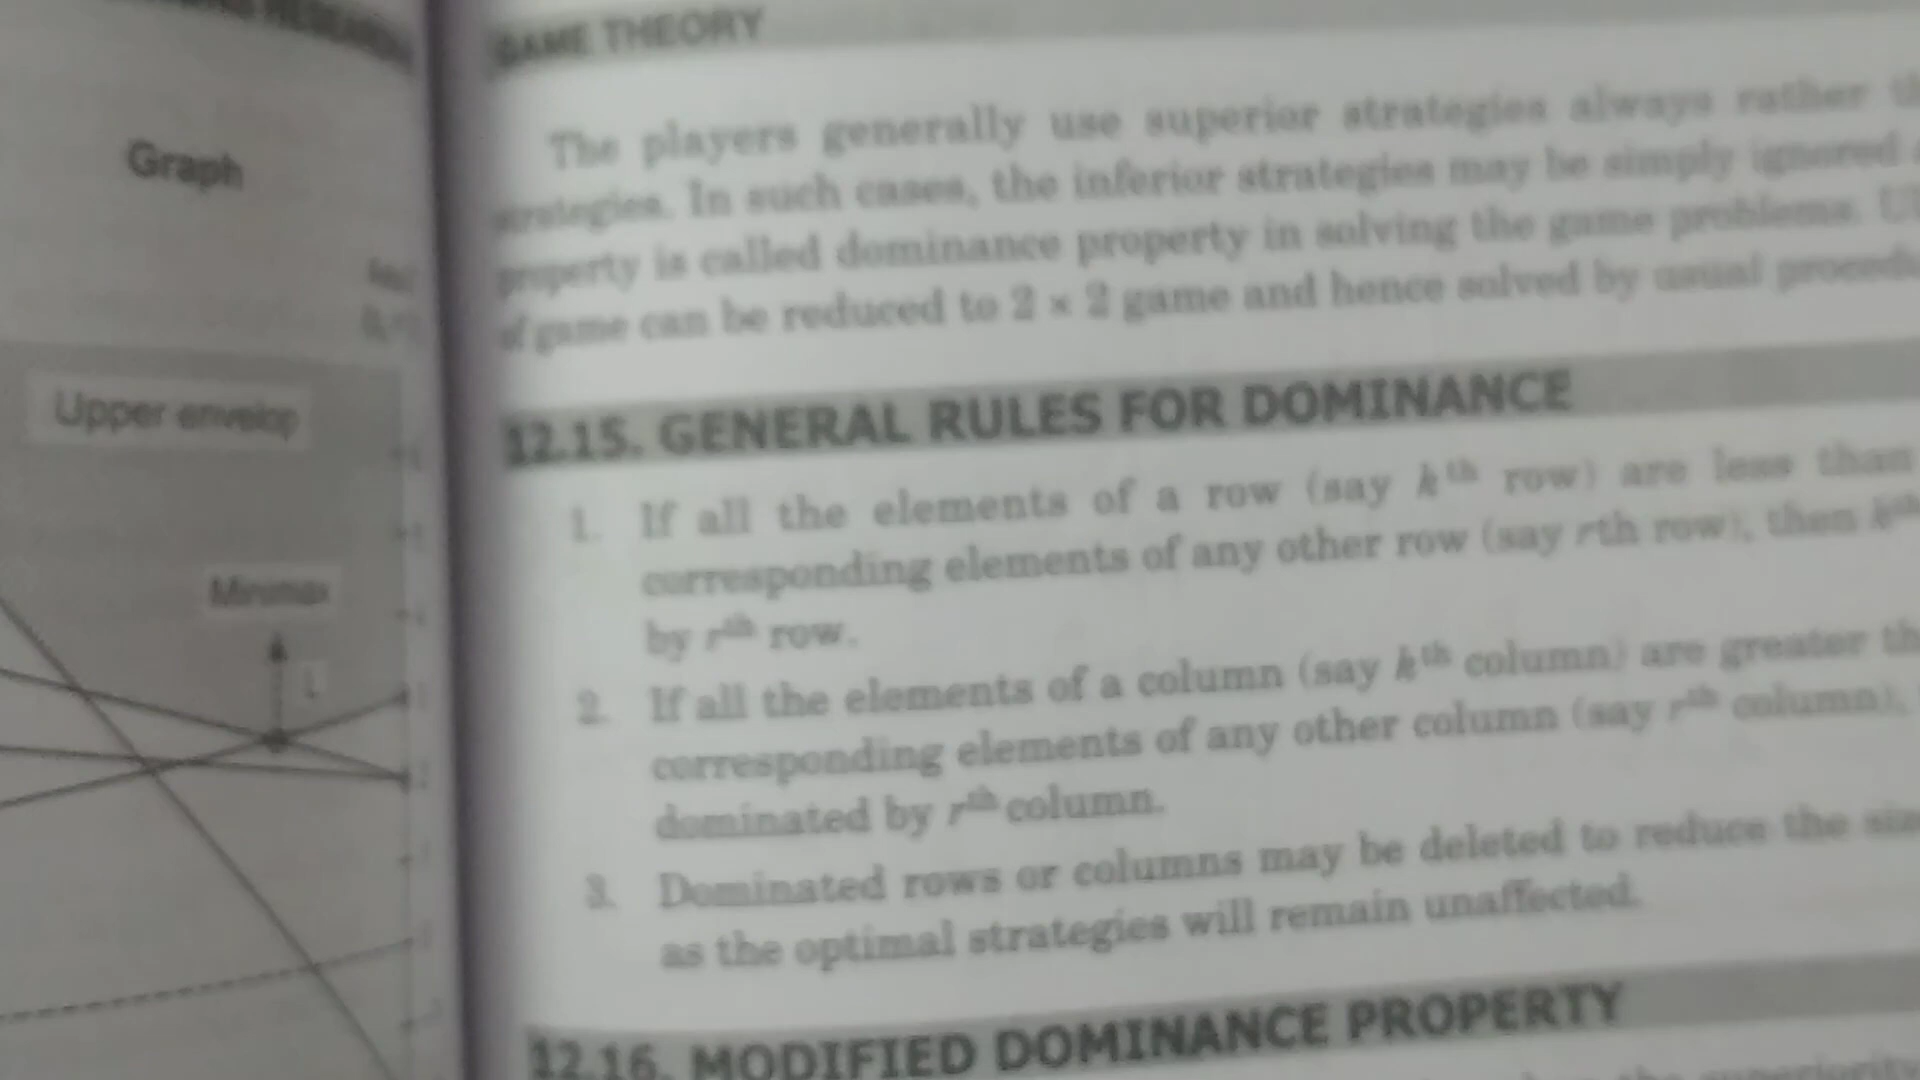 RESEARCH
Graph
Upper envelop
Minimax
GAME THEORY
The players generally use superior strategies always rather
strategies. In such cases, the inferior strategies may be simply ignored
property is called dominance property in solving the game problems.
of game can be reduced to 2 × 2 game and hence solved by usual
12.15. GENERAL RULES FOR DOMINANCE
1. If all the elements of a row (say kth row) are less than
corresponding elements of any other row (say rth row), then kth
by rth row.
2. If all the elements of a column (say kth column) are greater
corresponding elements of any other column (say rth column),
dominated by rth column.
3. Dominated rows or columns may be deleted to reduce the
as the optimal strategies will remain unaffected.
12.16. MODIFIED DOMINANCE PROPERTY
superiority